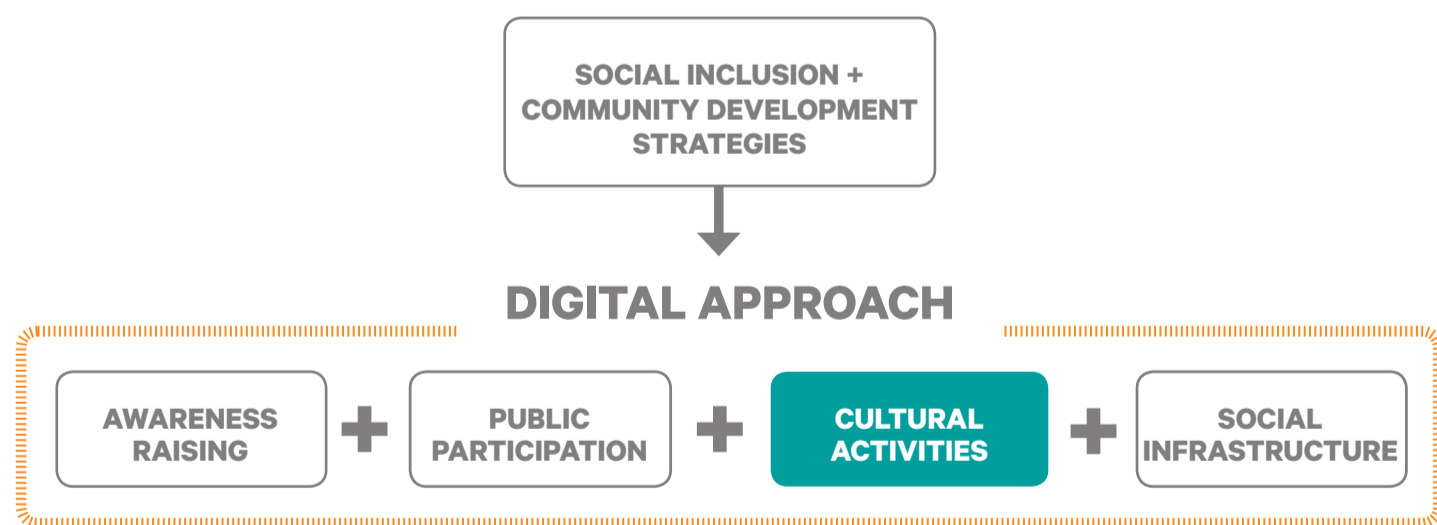 SOCIAL INCLUSION +
COMMUNITY DEVELOPMENT
STRATEGIES
DIGITAL APPROACH
AWARENESS
RAISING
+
PUBLIC
PARTICIPATION
+
CULTURAL
ACTIVITIES
+
SOCIAL
INFRASTRUCTURE